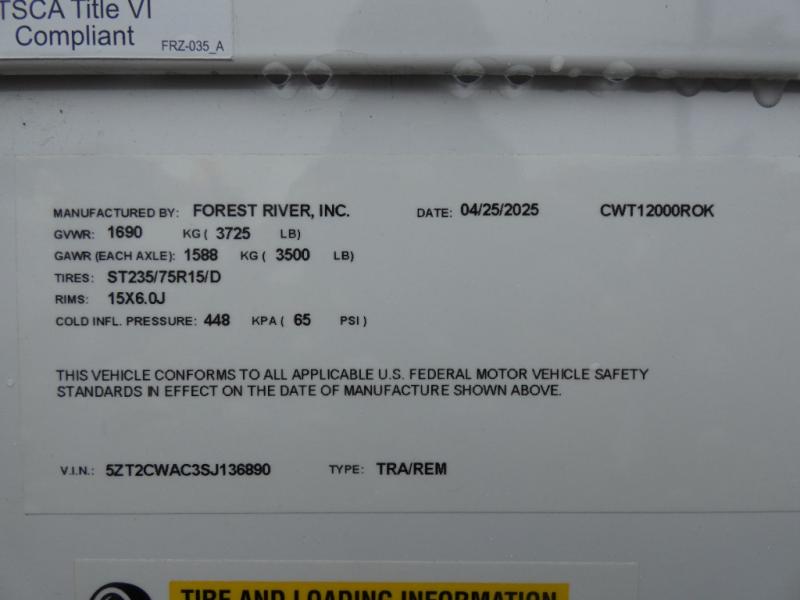 TSCA Title VI
Compliant FRZ-035_A
MANUFACTURED BY: FOREST RIVER, INC. DATE: 04/25/2025 CWT12000ROK
GVWR: 1690 KG ( 3725 LB)
GAWR (EACH AXLE): 1588 KG ( 3500 LB)
TIRES: ST235/75R15/D
RIMS: 15X6.0J
COLD INFL. PRESSURE: 448 KPA ( 65 PSI )
THIS VEHICLE CONFORMS TO ALL APPLICABLE U.S. FEDERAL MOTOR VEHICLE SAFETY
STANDARDS IN EFFECT ON THE DATE OF MANUFACTURE SHOWN ABOVE.
V.I.N.: 5ZT2CWAC3SJ136890 TYPE: TRA/REM
TIRE AND LOADING INFORMATION